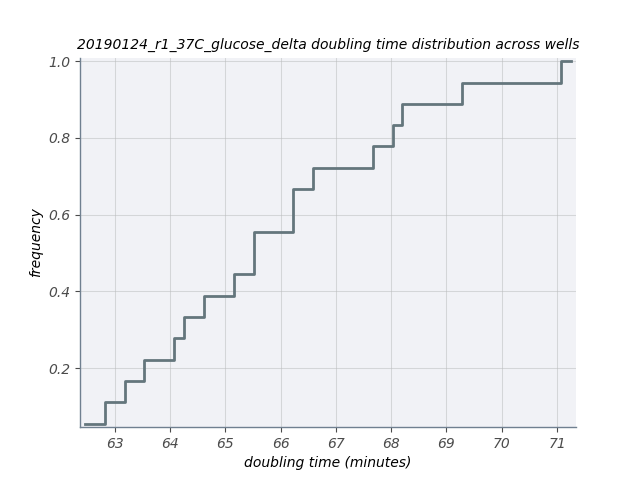 20190124_r1_37C_glucose_delta doubling time distribution across wells
1.0
0.8
0.6
0.4
0.2
frequency
63 64 65 66 67 68 69 70 71
doubling time (minutes)